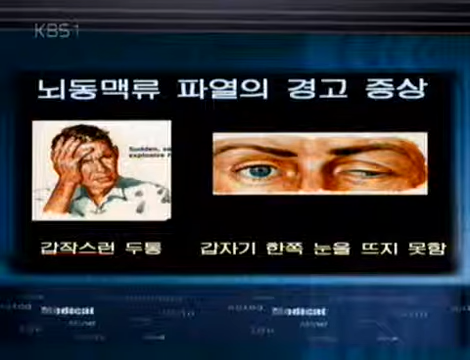 KBS1
뇌동맥류 파열의 경고 증상
Sudden, se
explosive
갑작스런 두통
갑자기 한쪽 눈을 뜨지 못함
Medical
Medical